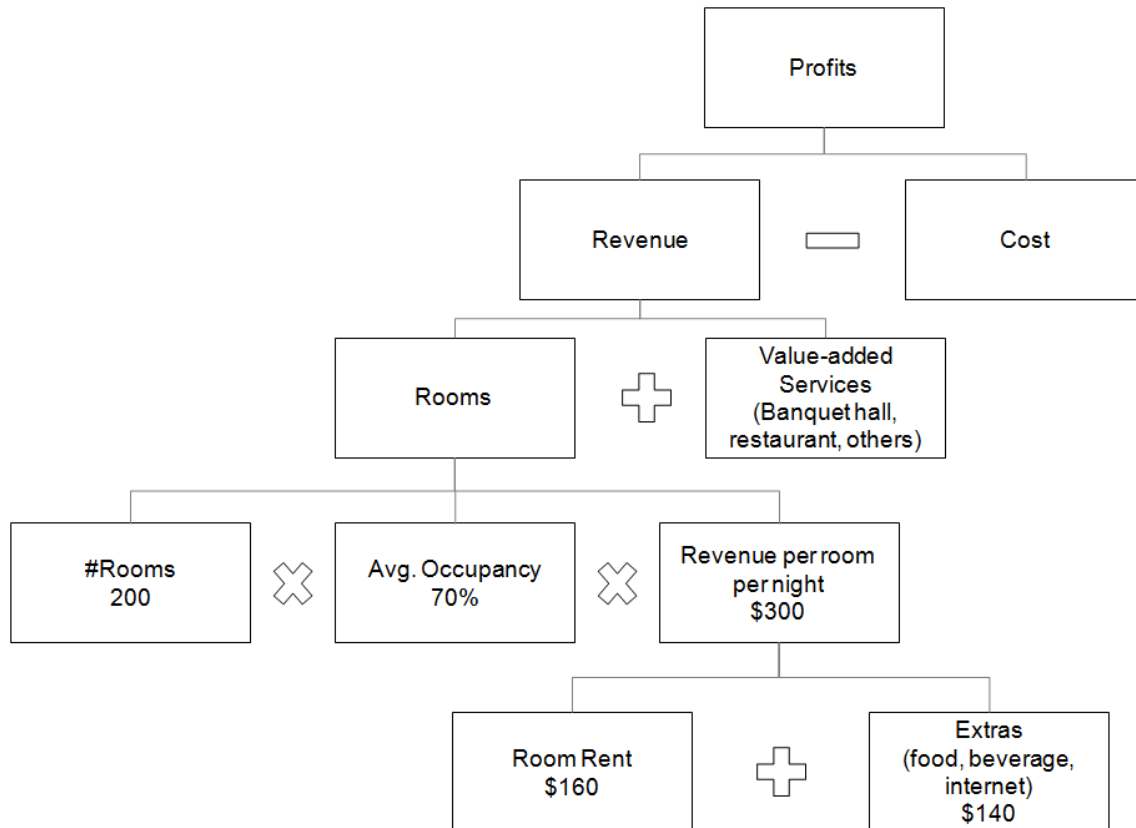 Profits
Revenue
Cost
Rooms
Value-added
Services
(Banquet hall,
restaurant, others)
#Rooms
200
Avg. Occupancy
70%
Revenue per room
per night
$300
Room Rent
$160
Extras
(food, beverage,
internet)
$140